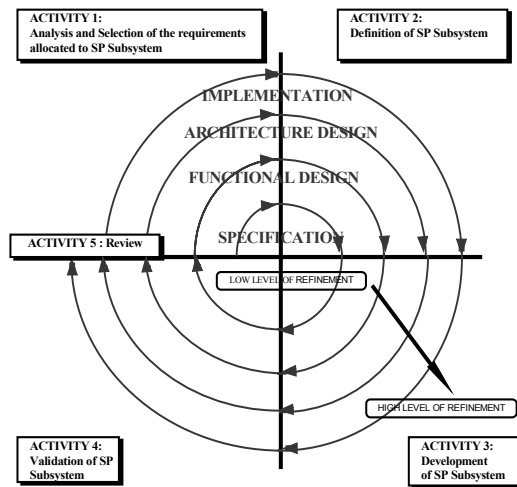 ACTIVITY 1:
Analysis and Selection of the requirements
allocated to SP Subsystem
ACTIVITY 2:
Definition of SP Subsystem
IMPLEMENTATION
ARCHITECTURE DESIGN
FUNCTIONAL DESIGN
SPECIFICATION
ACTIVITY 5 : Review
LOW LEVEL OF REFINEMENT
HIGH LEVEL OF REFINEMENT
ACTIVITY 4:
Validation of SP
Subsystem
ACTIVITY 3:
Development
of SP Subsystem